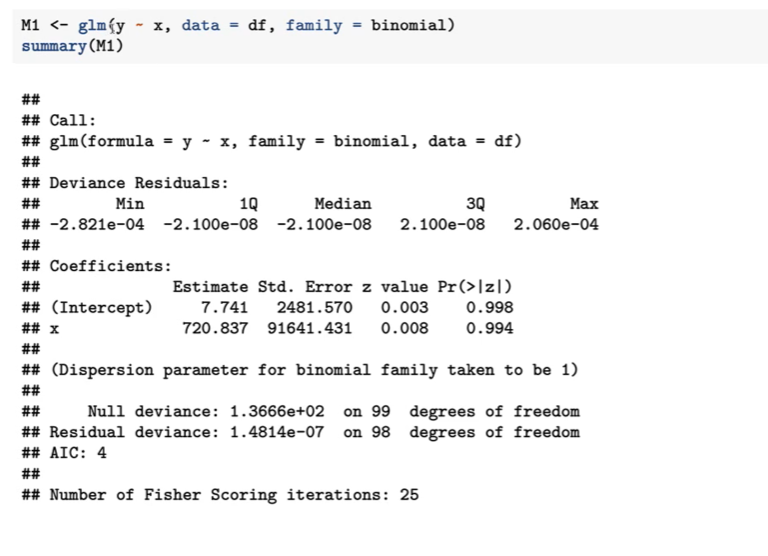 M1 <- glm{y ~ x, data = df, family = binomial)
summary(M1)
##
## Call:
## glm(formula = y ~ x, family = binomial, data = df)
##
## Deviance Residuals:
##        Min          1Q      Median          3Q         Max
## -2.821e-04  -2.100e-08  -2.100e-08   2.100e-08   2.060e-04
##
## Coefficients:
##              Estimate Std. Error z value Pr(>|z|)
## (Intercept)     7.741   2481.570   0.003    0.998
## x             720.837  91641.431   0.008    0.994
##
## (Dispersion parameter for binomial family taken to be 1)
##
##     Null deviance: 1.3666e+02  on 99  degrees of freedom
## Residual deviance: 1.4814e-07  on 98  degrees of freedom
## AIC: 4
##
## Number of Fisher Scoring iterations: 25